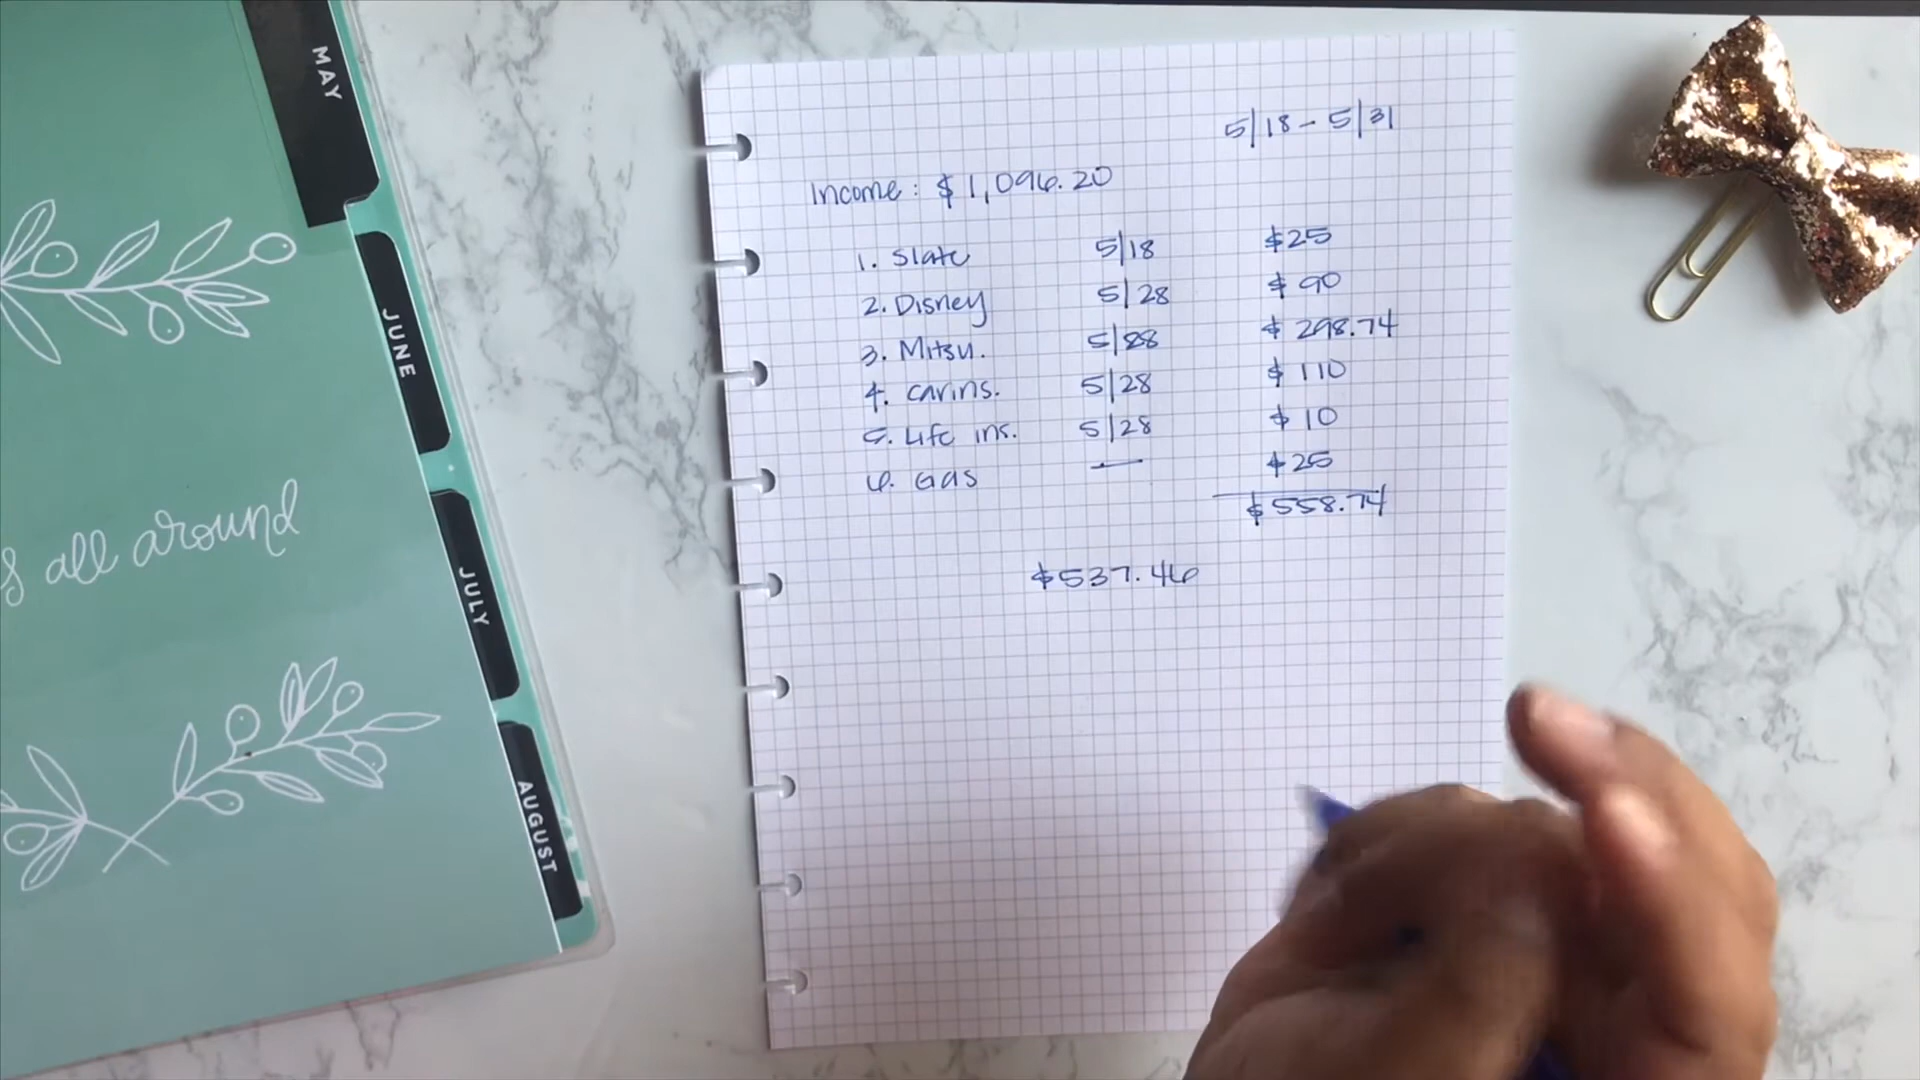 MAY
JUNE
JULY
AUGUST
all around
5/18 - 5/31
Income: $1,096.20
1. Slate 5/18 $25
2. Disney 5/28 $90
3. Mitsu. 5/28 $298.74
4. car ins. 5/28 $110
5. Life ins. 5/28 $10
6. Gas — $25
$558.74
$537.46